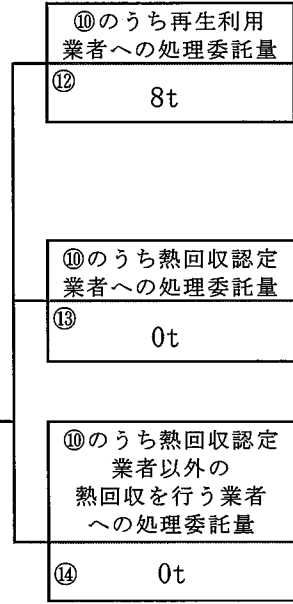 ⑩のうち再生利用
業者への処理委託量
⑫
8t
⑩のうち熱回収認定
業者への処理委託量
⑬
0t
⑩のうち熱回収認定
業者以外の
熱回収を行う業者
への処理委託量
⑭ 0t